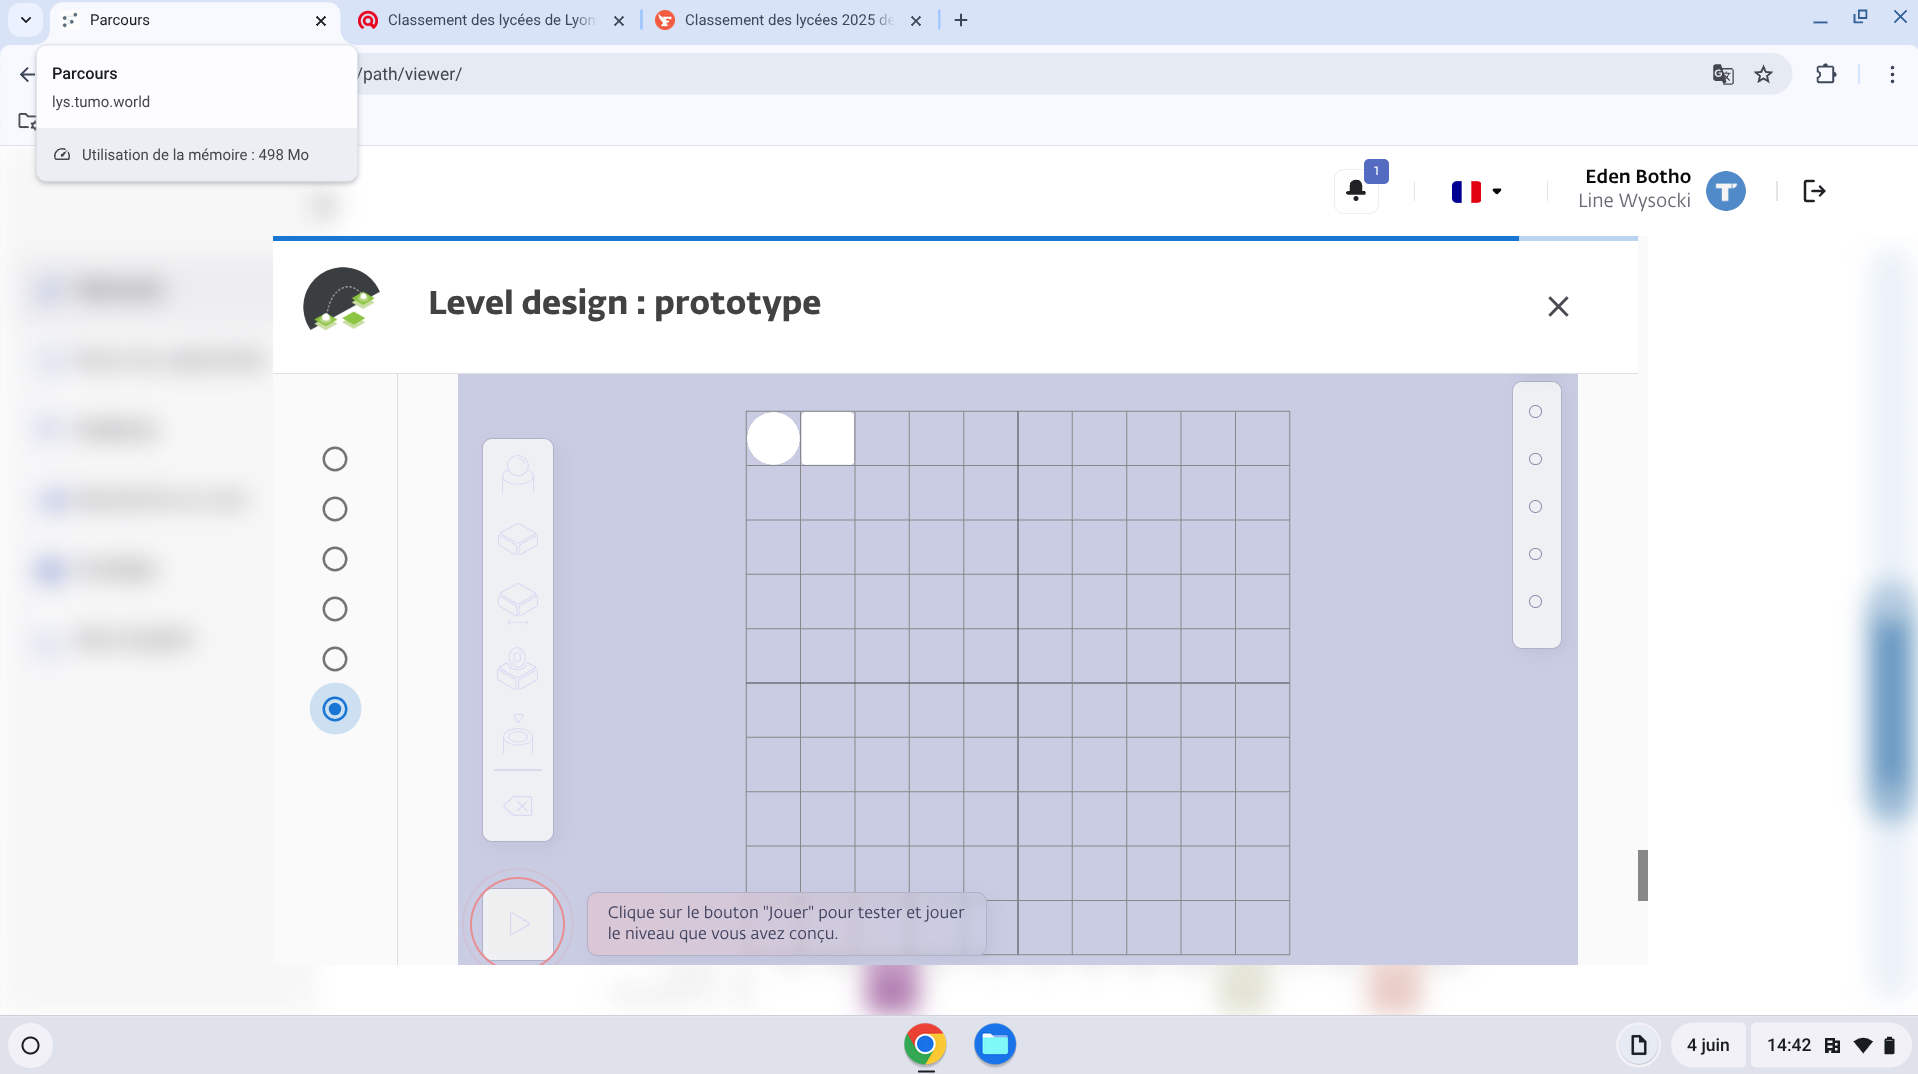 Parcours
Classement des lycées de Lyon
Classement des lycées 2025 de
Parcours
lys.tumo.world
/path/viewer/
Utilisation de la mémoire : 498 Mo
1
Eden Botho
Line Wysocki
Level design : prototype
Clique sur le bouton "Jouer" pour tester et jouer
le niveau que vous avez conçu.
4 juin
14:42